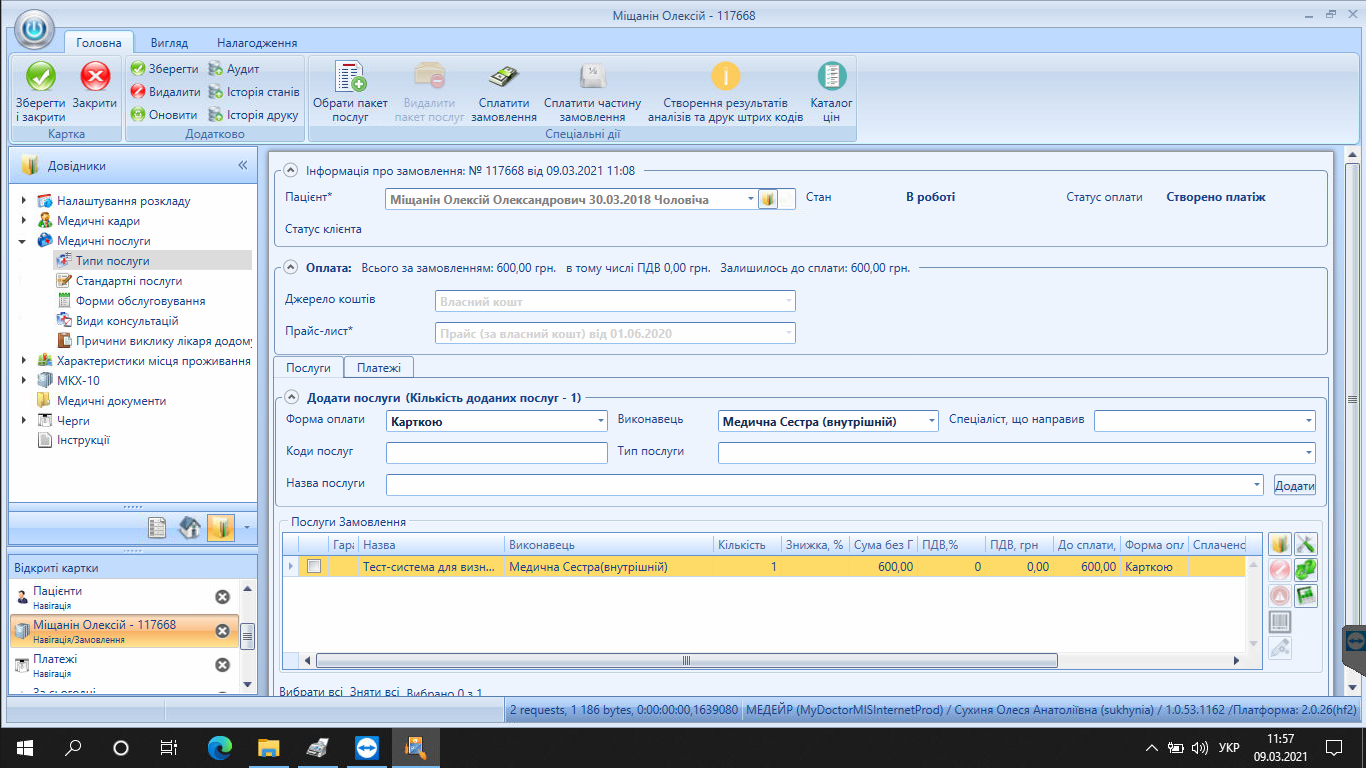 Міщанін Олексій - 117668
Головна Вигляд Налагодження
Зберегти і закрити
Закрити
Картка
Зберегти
Видалити
Оновити
Аудит
Історія станів
Історія друку
Додатково
Обрати пакет послуг
Видалити пакет послуг
Сплатити замовлення
Сплатити частину замовлення
Створення результатів аналізів та друк штрих кодів
Каталог цін
Спеціальні дії
Довідники
Налаштування розкладу
Медичні кадри
Медичні послуги
Типи послуги
Стандартні послуги
Форми обслуговування
Види консультацій
Причини виклику лікаря додому
Характеристики місця проживання
МКХ-10
Медичні документи
Черги
Інструкції
Відкриті картки
Пацієнти
Навігація
Міщанін Олексій - 117668
Навігація/Замовлення
Платежі
Навігація
За сьогодні
Інформація про замовлення: № 117668 від 09.03.2021 11:08
Пацієнт* Міщанін Олексій Олександрович 30.03.2018 Чоловіча Стан В роботі Статус оплати Створено платіж
Статус клієнта
Оплата: Всього за замовленням: 600,00 грн. в тому числі ПДВ 0,00 грн. Залишилось до сплати: 600,00 грн.
Джерело коштів Власний кошт
Прайс-лист* Прайс (за власний кошт) від 01.06.2020
Послуги Платежі
Додати послуги (Кількість доданих послуг - 1)
Форма оплати Карткою Виконавець Медична Сестра (внутрішній) Спеціаліст, що направив
Коди послуг Тип послуги
Назва послуги Додати
Послуги Замовлення
Гара Назва Виконавець Кількість Знижка, % Сума без П ПДВ,% ПДВ, грн До сплати, Форма опл Сплачено
Тест-система для визн... Медична Сестра(внутрішній) 1 600,00 0 0,00 600,00 Карткою
Вибрати всі Зняти всі Вибрано 0 з 1
2 requests, 1 186 bytes, 0:00:00:00,1639080 МЕДЕЙР (MyDoctorMISInternetProd) / Сухиня Олеся Анатоліївна (sukhynia) / 1.0.53.1162 /Платформа: 2.0.26(hf2)
УКР
11:57
09.03.2021